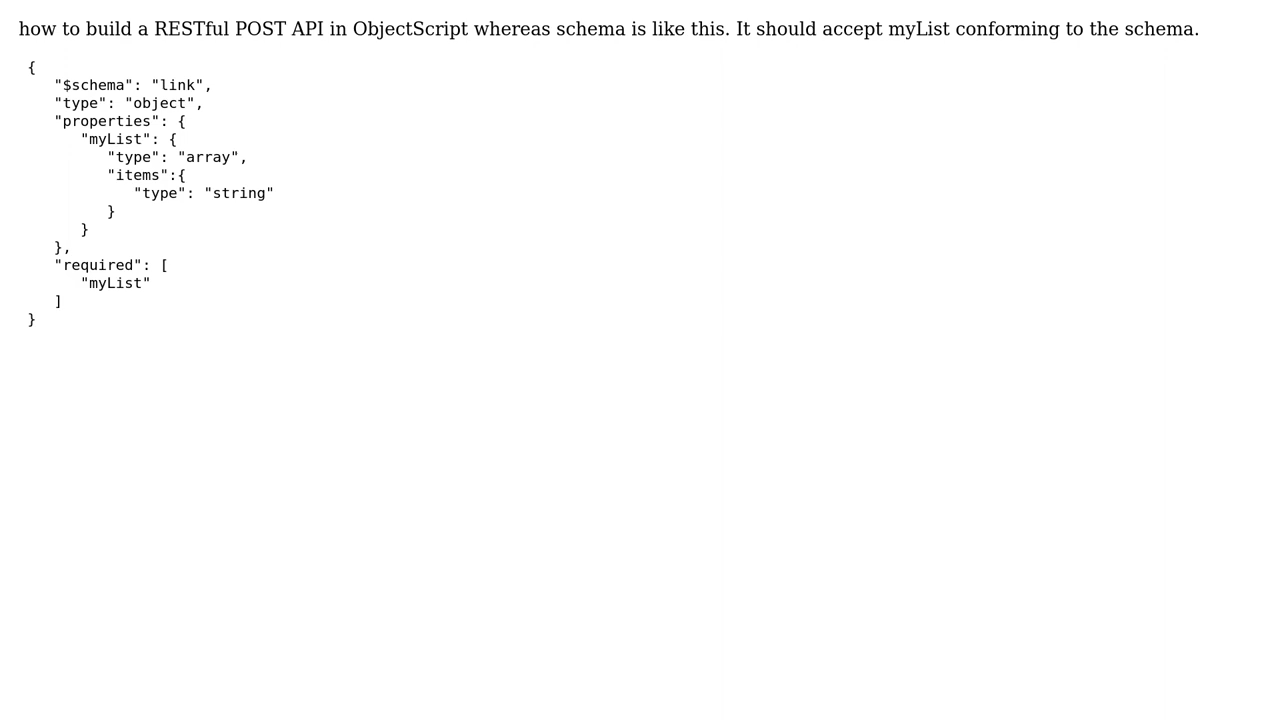 how to build a RESTful POST API in ObjectScript whereas schema is like this. It should accept myList conforming to the schema.
{
   "$schema": "link",
   "type": "object",
   "properties": {
      "myList": {
         "type": "array",
         "items":{
            "type": "string"
         }
      }
   },
   "required": [
      "myList"
   ]
}